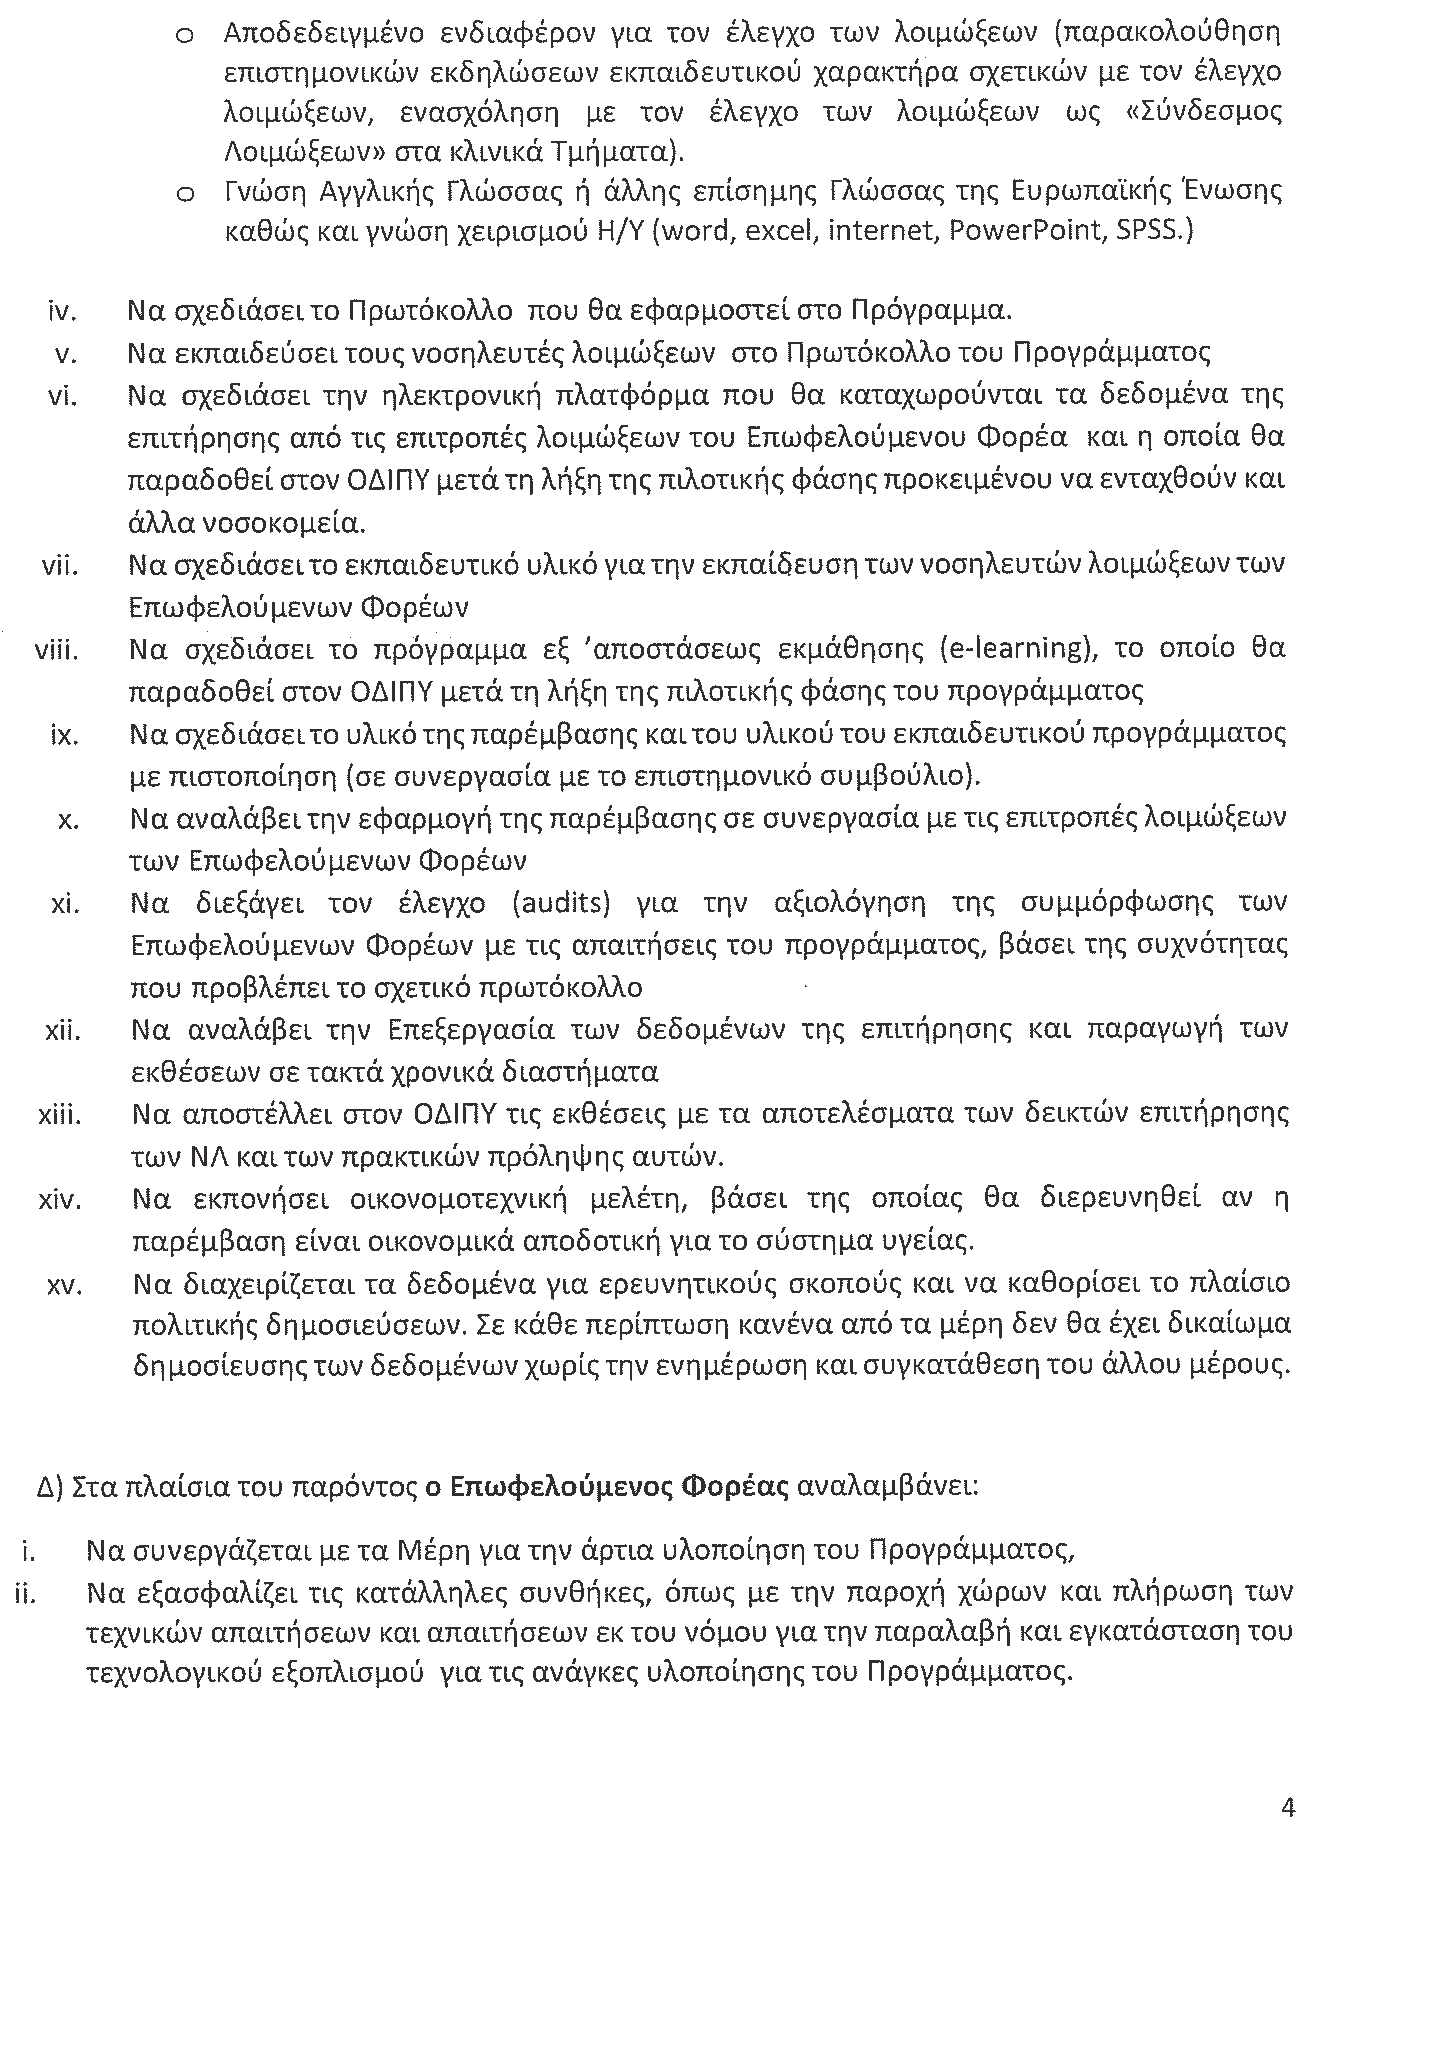 o Αποδεδειγμένο ενδιαφέρον για τον έλεγχο των λοιμώξεων (παρακολούθηση
επιστημονικών εκδηλώσεων εκπαιδευτικού χαρακτήρα σχετικών με τον έλεγχο
λοιμώξεων, ενασχόληση με τον έλεγχο των λοιμώξεων ως «Σύνδεσμος
Λοιμώξεων» στα κλινικά Τμήματα).
o Γνώση Αγγλικής Γλώσσας ή άλλης επίσημης Γλώσσας της Ευρωπαϊκής Ένωσης
καθώς και γνώση χειρισμού Η/Υ (word, excel, internet, PowerPoint, SPSS.)
iv. Να σχεδιάσει το Πρωτόκολλο που θα εφαρμοστεί στο Πρόγραμμα.
v. Να εκπαιδεύσει τους νοσηλευτές λοιμώξεων στο Πρωτόκολλο του Προγράμματος
vi. Να σχεδιάσει την ηλεκτρονική πλατφόρμα που θα καταχωρούνται τα δεδομένα της
επιτήρησης από τις επιτροπές λοιμώξεων του Επωφελούμενου Φορέα και η οποία θα
παραδοθεί στον ΟΔΙΠΥ μετά τη λήξη της πιλοτικής φάσης προκειμένου να ενταχθούν και
άλλα νοσοκομεία.
vii. Να σχεδιάσει το εκπαιδευτικό υλικό για την εκπαίδευση των νοσηλευτών λοιμώξεων των
Επωφελούμενων Φορέων
viii. Να σχεδιάσει το πρόγραμμα εξ 'αποστάσεως εκμάθησης (e-learning), το οποίο θα
παραδοθεί στον ΟΔΙΠΥ μετά τη λήξη της πιλοτικής φάσης του προγράμματος
ix. Να σχεδιάσει το υλικό της παρέμβασης και του υλικού του εκπαιδευτικού προγράμματος
με πιστοποίηση (σε συνεργασία με το επιστημονικό συμβούλιο).
x. Να αναλάβει την εφαρμογή της παρέμβασης σε συνεργασία με τις επιτροπές λοιμώξεων
των Επωφελούμενων Φορέων
xi. Να διεξάγει τον έλεγχο (audits) για την αξιολόγηση της συμμόρφωσης των
Επωφελούμενων Φορέων με τις απαιτήσεις του προγράμματος, βάσει της συχνότητας
που προβλέπει το σχετικό πρωτόκολλο
xii. Να αναλάβει την Επεξεργασία των δεδομένων της επιτήρησης και παραγωγή των
εκθέσεων σε τακτά χρονικά διαστήματα
xiii. Να αποστέλλει στον ΟΔΙΠΥ τις εκθέσεις με τα αποτελέσματα των δεικτών επιτήρησης
των ΝΛ και των πρακτικών πρόληψης αυτών.
xiv. Να εκπονήσει οικονομοτεχνική μελέτη, βάσει της οποίας θα διερευνηθεί αν η
παρέμβαση είναι οικονομικά αποδοτική για το σύστημα υγείας.
xv. Να διαχειρίζεται τα δεδομένα για ερευνητικούς σκοπούς και να καθορίσει το πλαίσιο
πολιτικής δημοσιεύσεων. Σε κάθε περίπτωση κανένα από τα μέρη δεν θα έχει δικαίωμα
δημοσίευσης των δεδομένων χωρίς την ενημέρωση και συγκατάθεση του άλλου μέρους.
Δ) Στα πλαίσια του παρόντος ο Επωφελούμενος Φορέας αναλαμβάνει:
i. Να συνεργάζεται με τα Μέρη για την άρτια υλοποίηση του Προγράμματος,
ii. Να εξασφαλίζει τις κατάλληλες συνθήκες, όπως με την παροχή χώρων και πλήρωση των
τεχνικών απαιτήσεων και απαιτήσεων εκ του νόμου για την παραλαβή και εγκατάσταση του
τεχνολογικού εξοπλισμού για τις ανάγκες υλοποίησης του Προγράμματος.
4